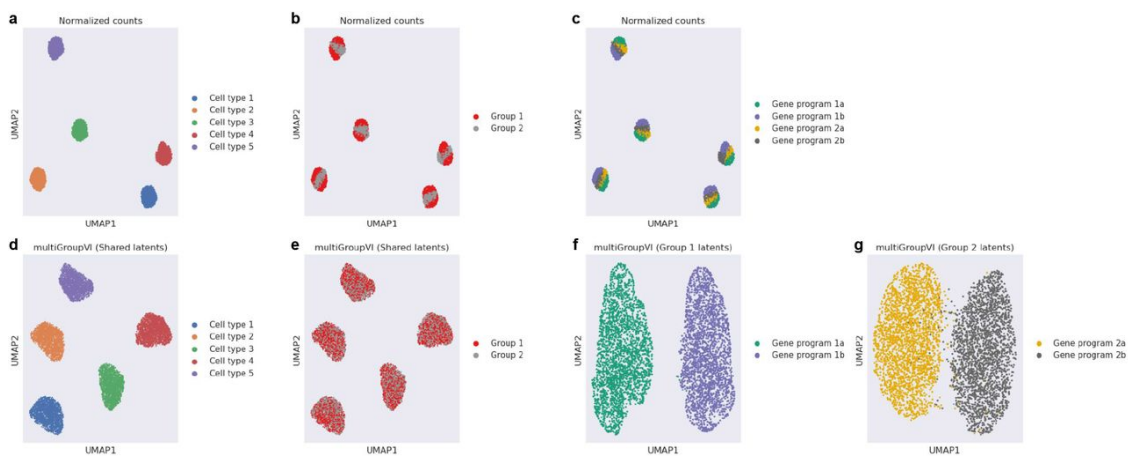 a
Normalized counts
UMAP2
UMAP1
Cell type 1
Cell type 2
Cell type 3
Cell type 4
Cell type 5
b
Normalized counts
UMAP2
UMAP1
Group 1
Group 2
c
Normalized counts
UMAP2
UMAP1
Gene program 1a
Gene program 1b
Gene program 2a
Gene program 2b
d
multiGroupVI (Shared latents)
UMAP2
UMAP1
Cell type 1
Cell type 2
Cell type 3
Cell type 4
Cell type 5
e
multiGroupVI (Shared latents)
UMAP2
UMAP1
Group 1
Group 2
f
multiGroupVI (Group 1 latents)
UMAP2
UMAP1
Gene program 1a
Gene program 1b
g
multiGroupVI (Group 2 latents)
UMAP2
UMAP1
Gene program 2a
Gene program 2b